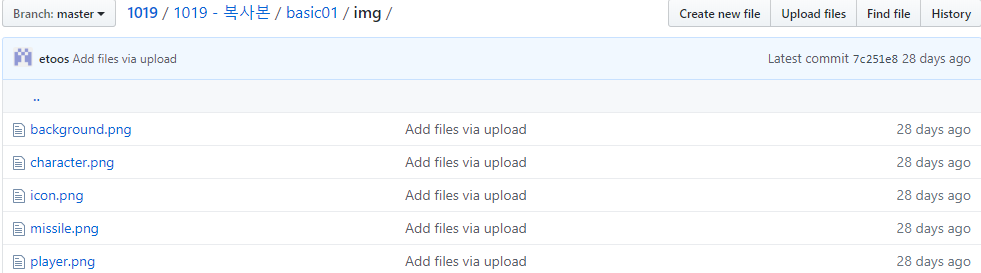 Branch: master 1019 / 1019 - 복사본 / basic01 / img / Create new file Upload files Find file History
etoos Add files via upload Latest commit 7c251e8 28 days ago
..
background.png Add files via upload 28 days ago
character.png Add files via upload 28 days ago
icon.png Add files via upload 28 days ago
missile.png Add files via upload 28 days ago
player.png Add files via upload 28 days ago